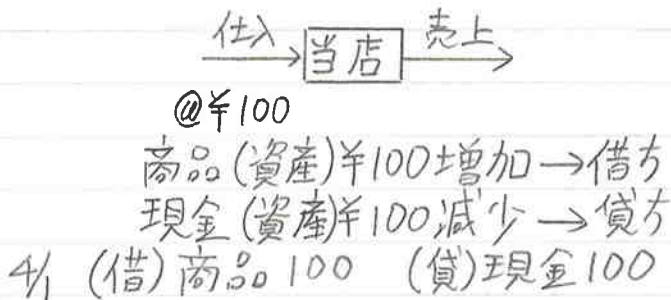 仕入 当店 売上
@¥100
商品(資産)¥100増加→借方
現金(資産)¥100減少→貸方
4/1 (借)商品100 (貸)現金100